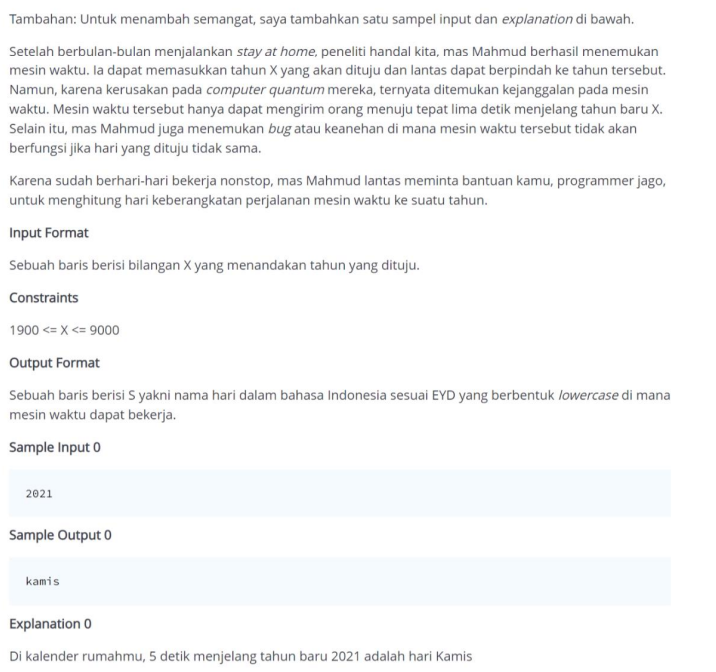 Tambahan: Untuk menambah semangat, saya tambahkan satu sampel input dan explanation di bawah.
Setelah berbulan-bulan menjalankan stay at home, peneliti handal kita, mas Mahmud berhasil menemukan
mesin waktu. Ia dapat memasukkan tahun X yang akan dituju dan lantas dapat berpindah ke tahun tersebut.
Namun, karena kerusakan pada computer quantum mereka, ternyata ditemukan kejanggalan pada mesin
waktu. Mesin waktu tersebut hanya dapat mengirim orang menuju tepat lima detik menjelang tahun baru X.
Selain itu, mas Mahmud juga menemukan bug atau keanehan di mana mesin waktu tersebut tidak akan
berfungsi jika hari yang dituju tidak sama.
Karena sudah berhari-hari bekerja nonstop, mas Mahmud lantas meminta bantuan kamu, programmer jago,
untuk menghitung hari keberangkatan perjalanan mesin waktu ke suatu tahun.
Input Format
Sebuah baris berisi bilangan X yang menandakan tahun yang dituju.
Constraints
1900 <= X <= 9000
Output Format
Sebuah baris berisi S yakni nama hari dalam bahasa Indonesia sesuai EYD yang berbentuk lowercase di mana
mesin waktu dapat bekerja.
Sample Input 0
2021
Sample Output 0
kamis
Explanation 0
Di kalender rumahmu, 5 detik menjelang tahun baru 2021 adalah hari Kamis